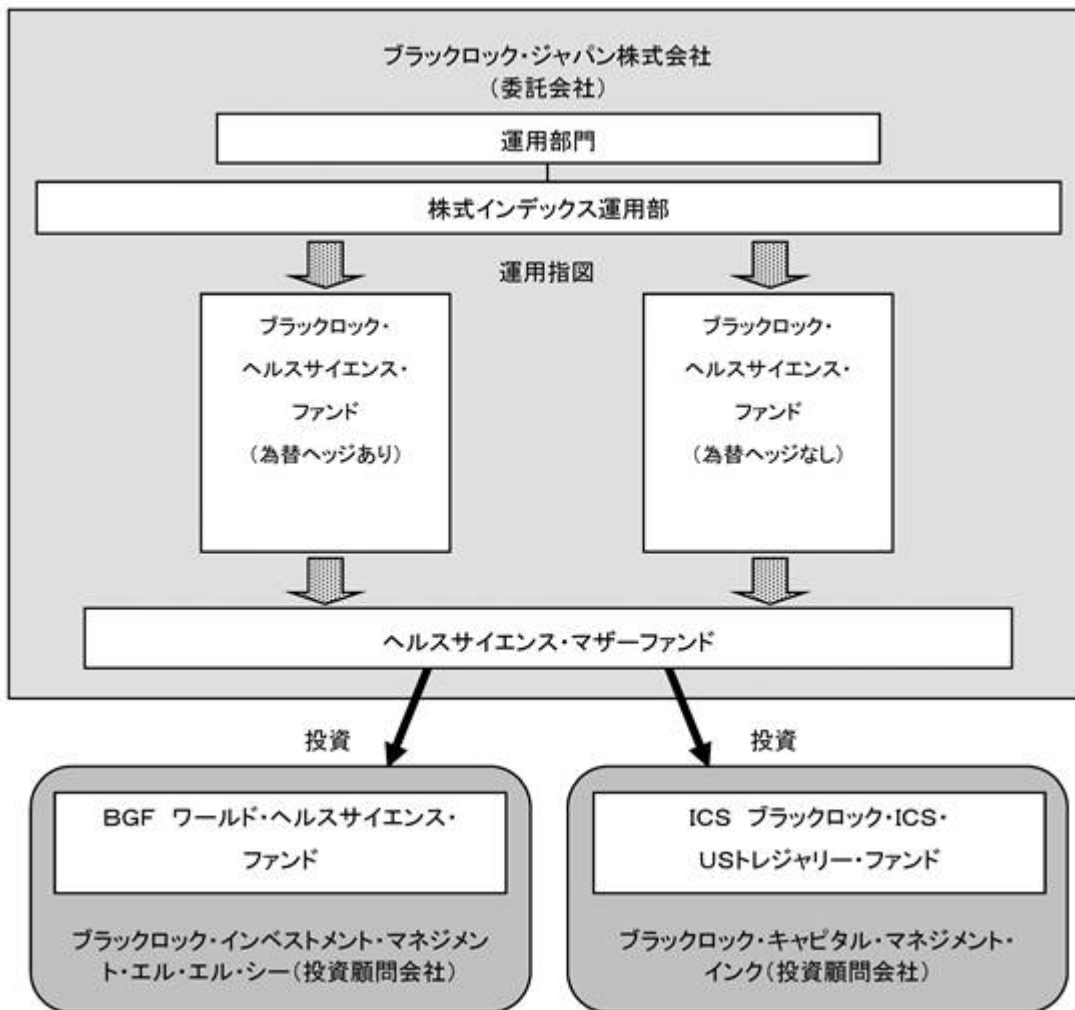 ブラックロック・ジャパン株式会社
（委託会社）
運用部門
株式インデックス運用部
運用指図
ブラックロック・
ヘルスサイエンス・
ファンド
（為替ヘッジあり）
ブラックロック・
ヘルスサイエンス・
ファンド
（為替ヘッジなし）
ヘルスサイエンス・マザーファンド
投資
投資
ＢＧＦ　ワールド・ヘルスサイエンス・
ファンド
ブラックロック・インベストメント・マネジメン
ト・エル・エル・シー（投資顧問会社）
ＩＣＳ　ブラックロック・ＩＣＳ・
ＵＳトレジャリー・ファンド
ブラックロック・キャピタル・マネジメント・
インク（投資顧問会社）